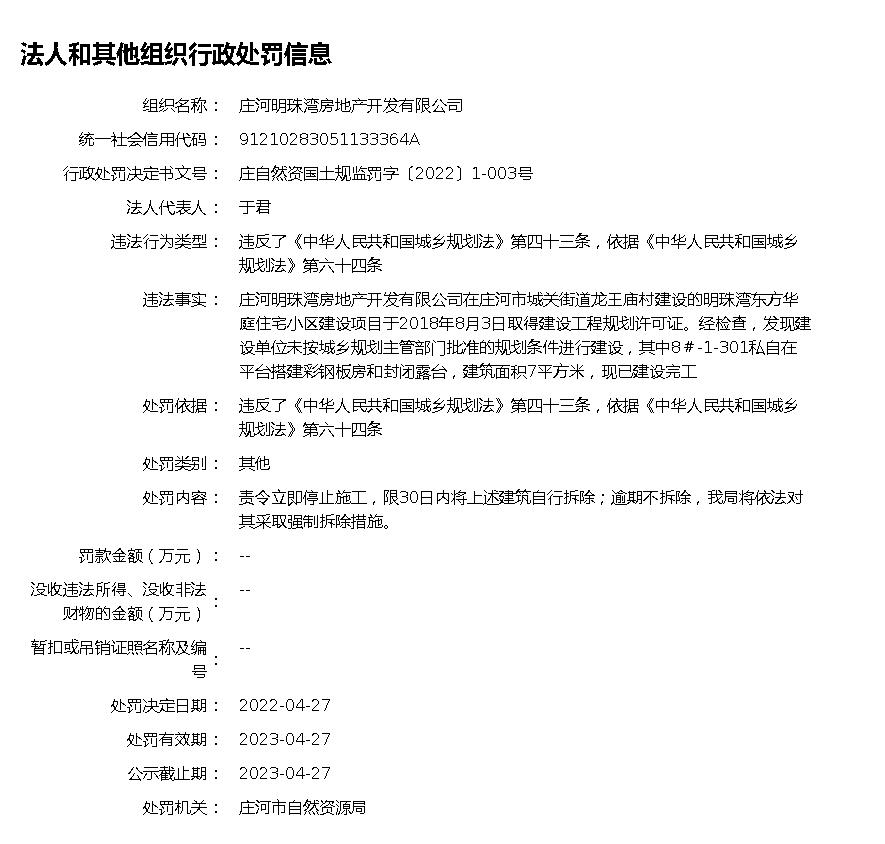 法人和其他组织行政处罚信息
组织名称： 庄河明珠湾房地产开发有限公司
统一社会信用代码： 91210283051133364A
行政处罚决定书文号： 庄自然资国土规监罚字〔2022〕1-003号
法人代表人： 于君
违法行为类型： 违反了《中华人民共和国城乡规划法》第四十三条，依据《中华人民共和国城乡
规划法》第六十四条
违法事实： 庄河明珠湾房地产开发有限公司在庄河市城关街道龙王庙村建设的明珠湾东方华
庭住宅小区建设项目于2018年8月3日取得建设工程规划许可证。经检查，发现建
设单位未按城乡规划主管部门批准的规划条件进行建设，其中8＃-1-301私自在
平台搭建彩钢板房和封闭露台，建筑面积7平方米，现已建设完工
处罚依据： 违反了《中华人民共和国城乡规划法》第四十三条，依据《中华人民共和国城乡
规划法》第六十四条
处罚类别： 其他
处罚内容： 责令立即停止施工，限30日内将上述建筑自行拆除；逾期不拆除，我局将依法对
其采取强制拆除措施。
罚款金额（万元）： --
没收违法所得、没收非法
财物的金额（万元）： --
暂扣或吊销证照名称及编
号： --
处罚决定日期： 2022-04-27
处罚有效期： 2023-04-27
公示截止期： 2023-04-27
处罚机关： 庄河市自然资源局